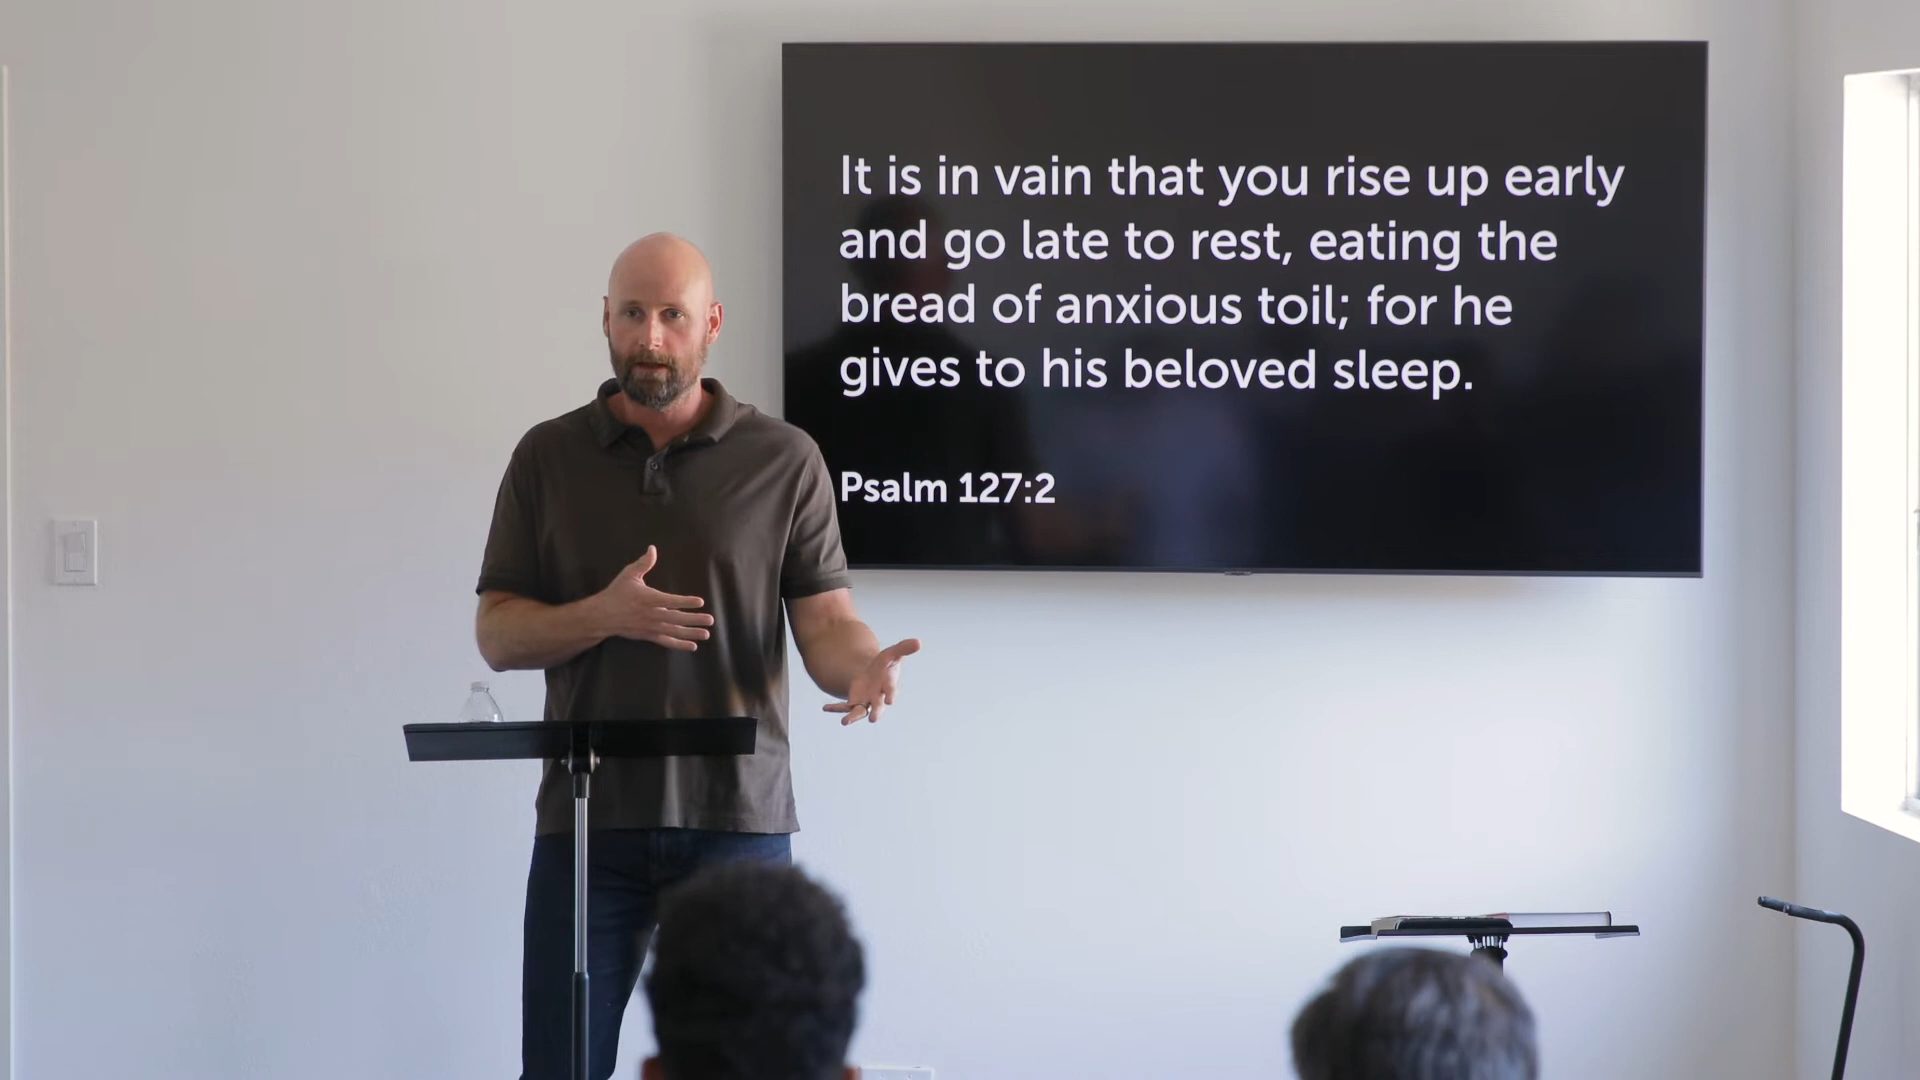 It is in vain that you rise up early
and go late to rest, eating the
bread of anxious toil; for he
gives to his beloved sleep.
Psalm 127:2